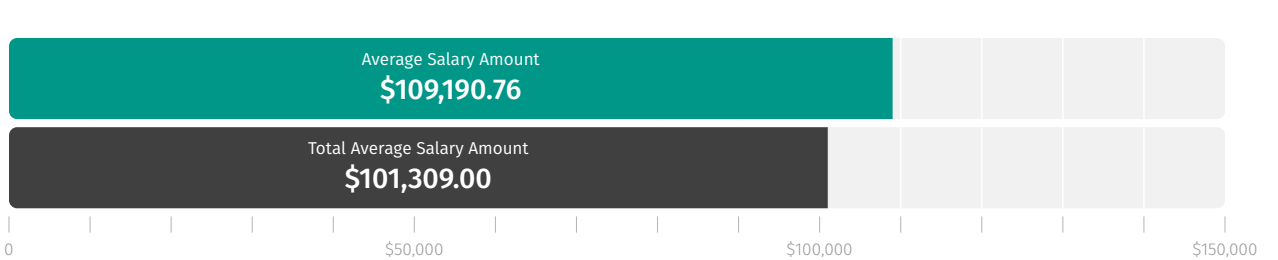 Average Salary Amount
$109,190.76
Total Average Salary Amount
$101,309.00
0 $50,000 $100,000 $150,000